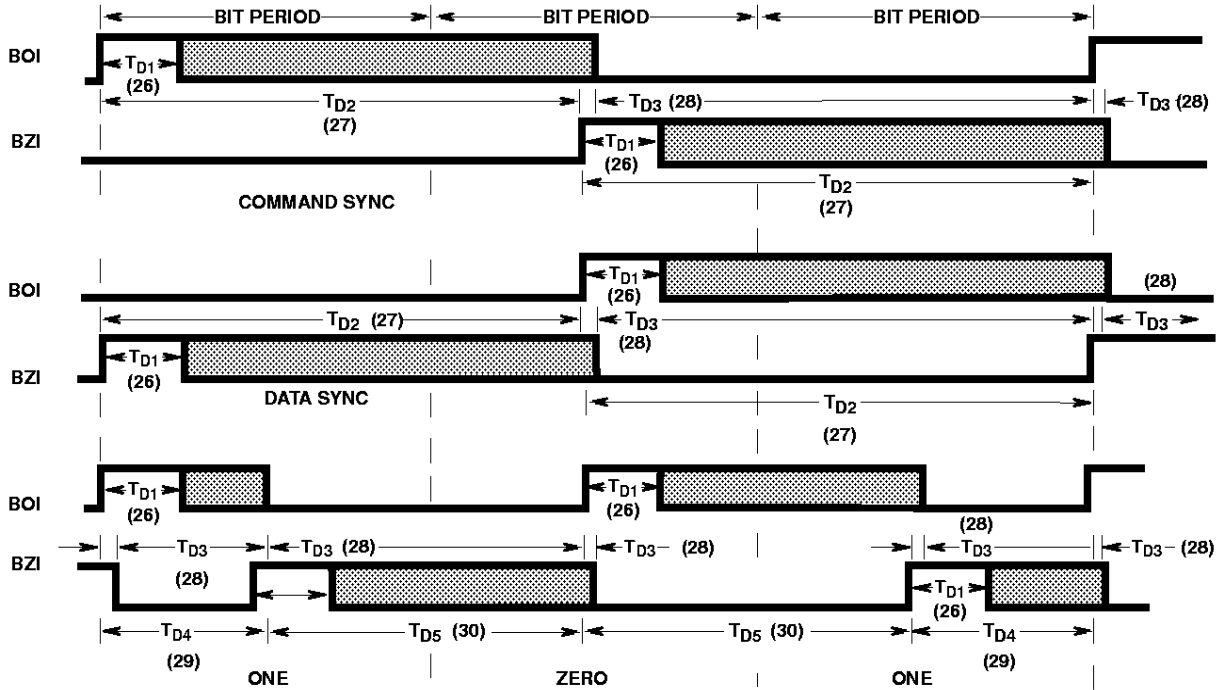 BIT PERIOD BIT PERIOD BIT PERIOD
BOI
TD1
(26)
TD2
(27)
TD3 (28)
TD3 (28)
BZI
TD1
(26)
TD2
(27)
COMMAND SYNC
BOI
TD1
(26)
(28)
TD2 (27)
TD3
(28)
TD3
BZI
TD1
(26)
DATA SYNC
TD2
(27)
BOI
TD1
(26)
TD1
(26)
(28)
BZI
TD3
(28)
TD3 (28)
TD3 (28)
TD3
TD3 (28)
TD1
(26)
TD4
(29)
TD5 (30)
TD5 (30)
TD4
(29)
ONE ZERO ONE